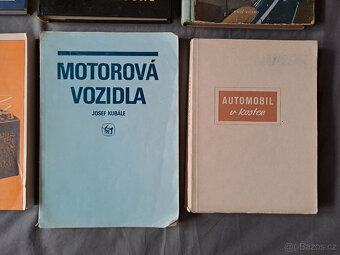 MOTOROVÁ
VOZIDLA
JOSEF KUBÁLE
AUTOMOBIL
v kostce
Bazos.cz